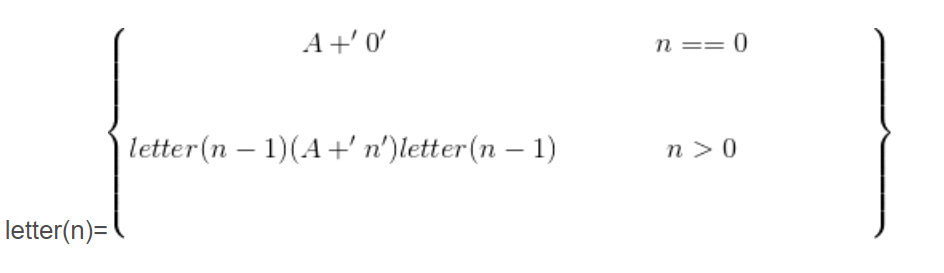 A +′ 0′ n == 0
letter(n − 1)(A +′ n′)letter(n − 1) n > 0
letter(n)=